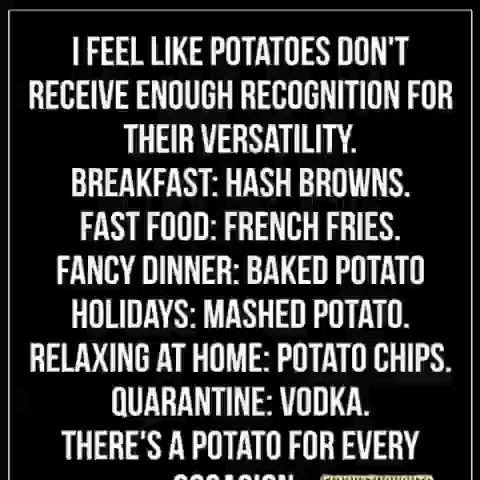 I FEEL LIKE POTATOES DON'T
RECEIVE ENOUGH RECOGNITION FOR
THEIR VERSATILITY.
BREAKFAST: HASH BROWNS.
FAST FOOD: FRENCH FRIES.
FANCY DINNER: BAKED POTATO
HOLIDAYS: MASHED POTATO.
RELAXING AT HOME: POTATO CHIPS.
QUARANTINE: VODKA.
THERE'S A POTATO FOR EVERY
OCCASION